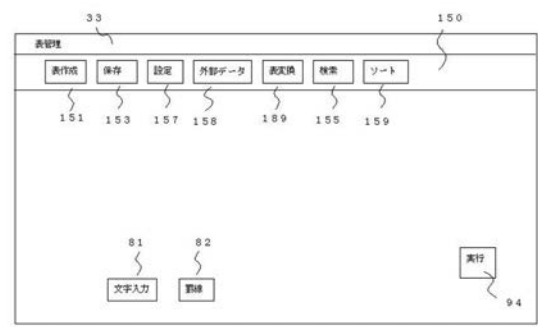 33 150
表管理
表作成 保存 設定 外部データ 表変換 検索 ソート
151 153 157 158 189 155 159
81 82
実行
文字入力 罫線
94